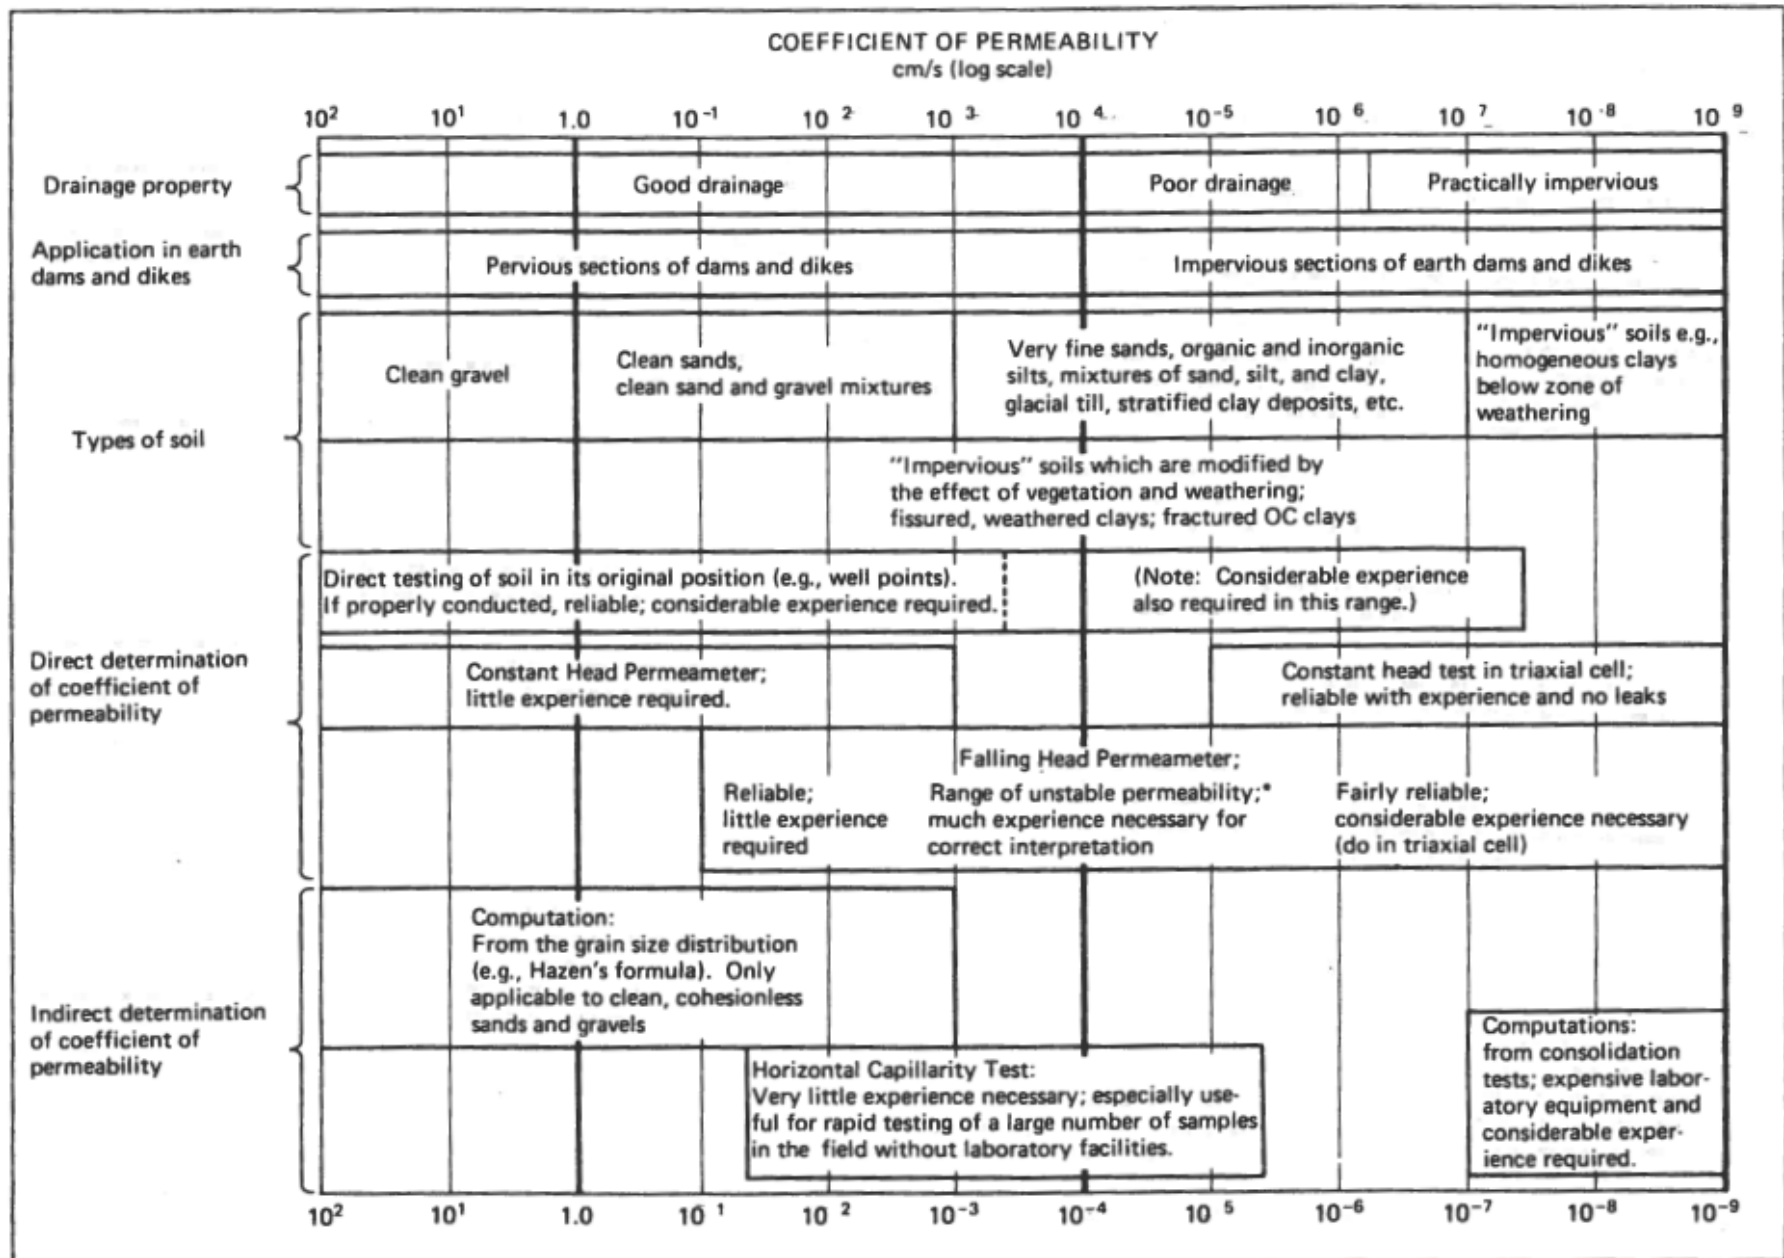 COEFFICIENT OF PERMEABILITY
cm/s (log scale)
10² 10¹ 1.0 10⁻¹ 10 ² 10 ³ 10 ⁴ 10⁻⁵ 10 ⁶ 10 ⁷ 10 ⁸ 10 ⁹
Drainage property
Good drainage
Poor drainage
Practically impervious
Application in earth
dams and dikes
Pervious sections of dams and dikes
Impervious sections of earth dams and dikes
Types of soil
Clean gravel
Clean sands,
clean sand and gravel mixtures
Very fine sands, organic and inorganic
silts, mixtures of sand, silt, and clay,
glacial till, stratified clay deposits, etc.
"Impervious" soils e.g.,
homogeneous clays
below zone of
weathering
"Impervious" soils which are modified by
the effect of vegetation and weathering;
fissured, weathered clays; fractured OC clays
Direct determination
of coefficient of
permeability
Direct testing of soil in its original position (e.g., well points).
If properly conducted, reliable; considerable experience required.
(Note: Considerable experience
also required in this range.)
Constant Head Permeameter;
little experience required.
Constant head test in triaxial cell;
reliable with experience and no leaks
Falling Head Permeameter;
Reliable;
little experience
required
Range of unstable permeability;*
much experience necessary for
correct interpretation
Fairly reliable;
considerable experience necessary
(do in triaxial cell)
Indirect determination
of coefficient of
permeability
Computation:
From the grain size distribution
(e.g., Hazen's formula). Only
applicable to clean, cohesionless
sands and gravels
Horizontal Capillarity Test:
Very little experience necessary; especially use-
ful for rapid testing of a large number of samples
in the field without laboratory facilities.
Computations:
from consolidation
tests; expensive labor-
atory equipment and
considerable exper-
ience required.
10² 10¹ 1.0 10 ¹ 10 ² 10⁻³ 10⁻⁴ 10 ⁵ 10⁻⁶ 10⁻⁷ 10⁻⁸ 10⁻⁹